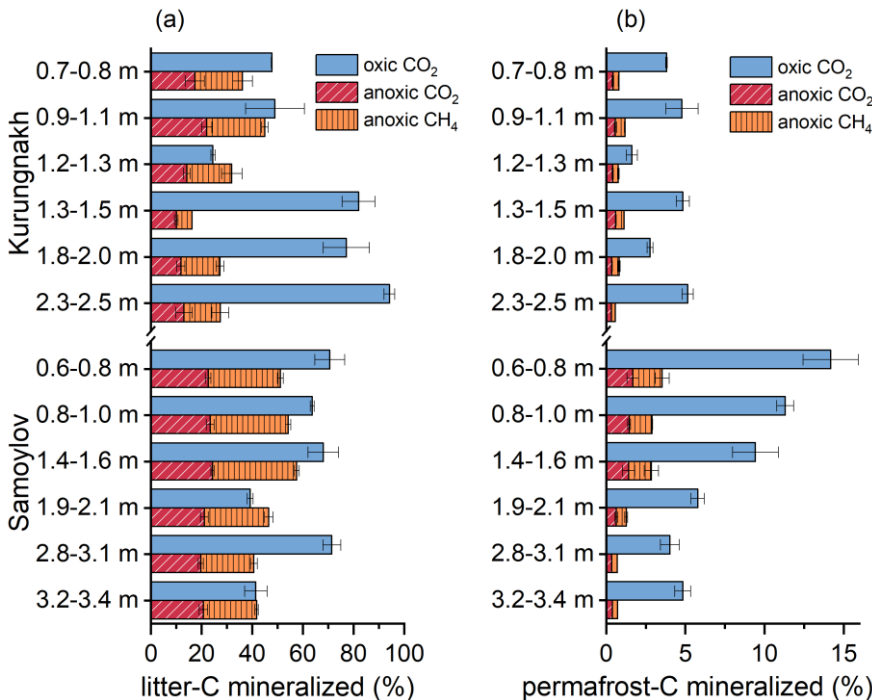 (a)
oxic CO₂
anoxic CO₂
anoxic CH₄
Kurungnakh
0.7-0.8 m
0.9-1.1 m
1.2-1.3 m
1.3-1.5 m
1.8-2.0 m
2.3-2.5 m
Samoylov
0.6-0.8 m
0.8-1.0 m
1.4-1.6 m
1.9-2.1 m
2.8-3.1 m
3.2-3.4 m
0 20 40 60 80 100
litter-C mineralized (%)
(b)
oxic CO₂
anoxic CO₂
anoxic CH₄
0.7-0.8 m
0.9-1.1 m
1.2-1.3 m
1.3-1.5 m
1.8-2.0 m
2.3-2.5 m
0.6-0.8 m
0.8-1.0 m
1.4-1.6 m
1.9-2.1 m
2.8-3.1 m
3.2-3.4 m
0 5 10 15
permafrost-C mineralized (%)